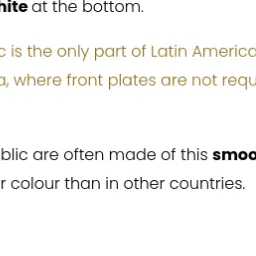 hite at the bottom.
c is the only part of Latin America
a, where front plates are not requ
blic are often made of this smoo
r colour than in other countries.